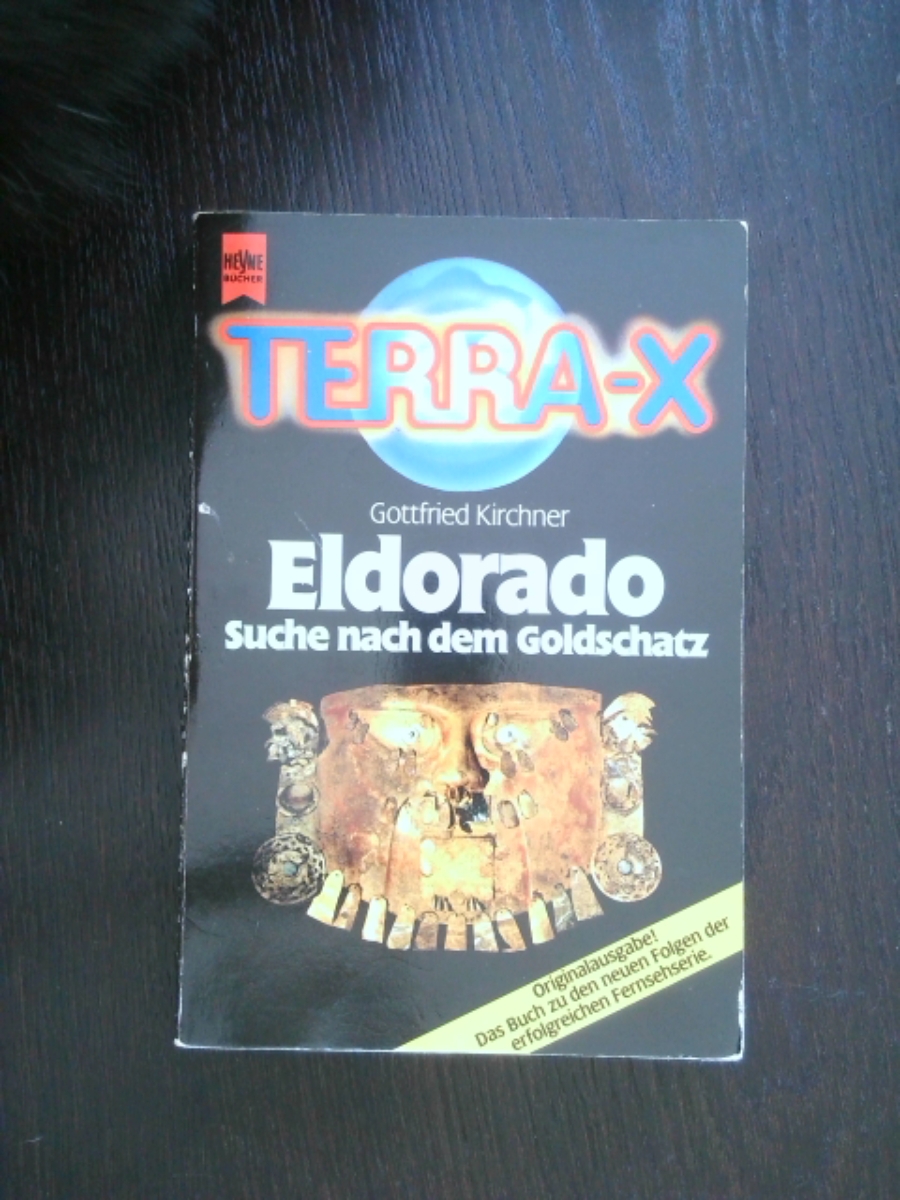 HEYNE
BÜCHER
TERRA-X
Gottfried Kirchner
Eldorado
Suche nach dem Goldschatz
Originalausgabe!
Das Buch zu den neuen Folgen der
erfolgreichen Fernsehserie.